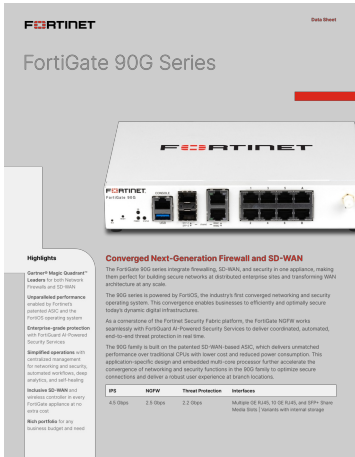 FORTINET
Data Sheet
FortiGate 90G Series
FORTINET
FORTINET
FortiGate 90G
CONSOLE
Highlights
Gartner® Magic Quadrant™
Leaders for both Network
Firewalls and SD-WAN
Unparalleled performance
enabled by Fortinet's
patented ASIC and the
FortiOS operating system
Enterprise-grade protection
with FortiGuard AI-Powered
Security Services
Simplified operations with
centralized management
for networking and security,
automated workflows, deep
analytics, and self-healing
Inclusive SD-WAN and
wireless controller in every
FortiGate appliance at no
extra cost
Rich portfolio for any
business budget and need
Converged Next-Generation Firewall and SD-WAN
The FortiGate 90G series integrate firewalling, SD-WAN, and security in one appliance, making
them perfect for building secure networks at distributed enterprise sites and transforming WAN
architecture at any scale.
The 90G series is powered by FortiOS, the industry's first converged networking and security
operating system. This convergence enables businesses to efficiently and optimally secure
today's dynamic digital infrastructures.
As a cornerstone of the Fortinet Security Fabric platform, the FortiGate NGFW works
seamlessly with FortiGuard AI-Powered Security Services to deliver coordinated, automated,
end-to-end threat protection in real time.
The 90G family is built on the patented SD-WAN-based ASIC, which delivers unmatched
performance over traditional CPUs with lower cost and reduced power consumption. This
application-specific design and embedded multi-core processor further accelerate the
convergence of networking and security functions in the 90G family to optimize secure
connections and deliver a robust user experience at branch locations.
IPS NGFW Threat Protection Interfaces
4.5 Gbps 2.5 Gbps 2.2 Gbps Multiple GE RJ45, 10 GE RJ45, and SFP+ Share
Media Slots | Variants with internal storage